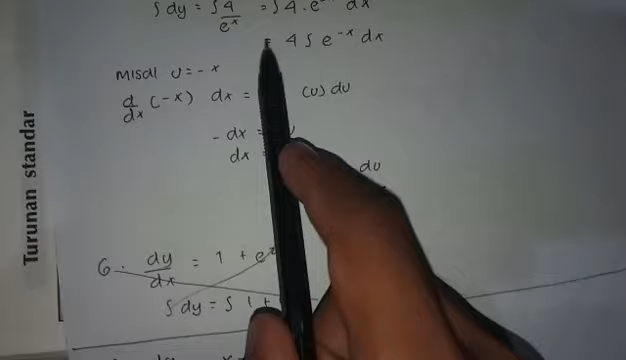 ∫ dy = ∫ 4/eˣ = ∫ 4 . e dx
= 4 ∫ e⁻ˣ dx
misal u = -x
d/dx (-x) dx = (u) du
- dx =
dx =
du
6. dy/dx = 1 + e
∫ dy = ∫ 1 +
Turunan standar